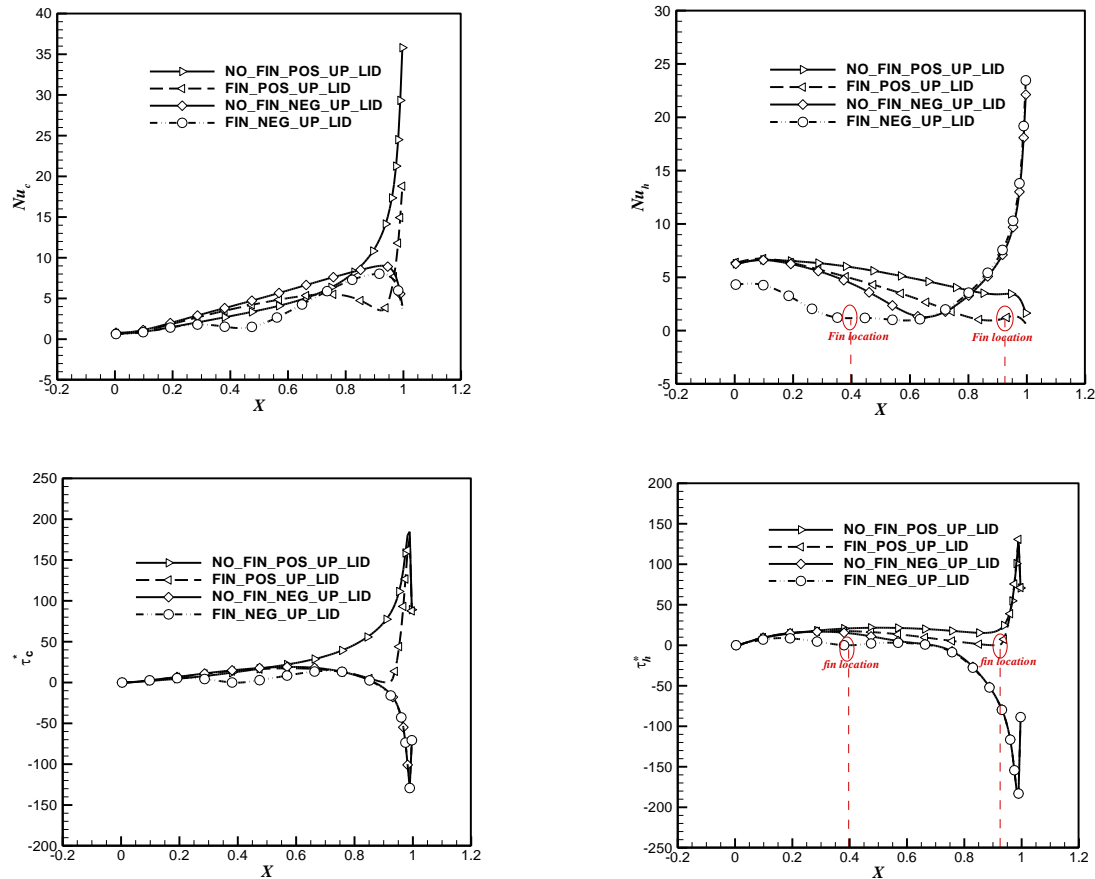 40
35
30
25
20
15
10
5
0
-5
Nu_c
NO_FIN_POS_UP_LID
FIN_POS_UP_LID
NO_FIN_NEG_UP_LID
FIN_NEG_UP_LID
-0.2 0 0.2 0.4 0.6 0.8 1 1.2
X
30
25
20
15
10
5
0
-5
Nu_h
NO_FIN_POS_UP_LID
FIN_POS_UP_LID
NO_FIN_NEG_UP_LID
FIN_NEG_UP_LID
Fin location Fin location
-0.2 0 0.2 0.4 0.6 0.8 1 1.2
X
250
200
150
100
50
0
-50
-100
-150
-200
τ*_c
NO_FIN_POS_UP_LID
FIN_POS_UP_LID
NO_FIN_NEG_UP_LID
FIN_NEG_UP_LID
-0.2 0 0.2 0.4 0.6 0.8 1 1.2
X
200
150
100
50
0
-50
-100
-150
-200
-250
τ*_h
NO_FIN_POS_UP_LID
FIN_POS_UP_LID
NO_FIN_NEG_UP_LID
FIN_NEG_UP_LID
fin location fin location
-0.2 0 0.2 0.4 0.6 0.8 1 1.2
X